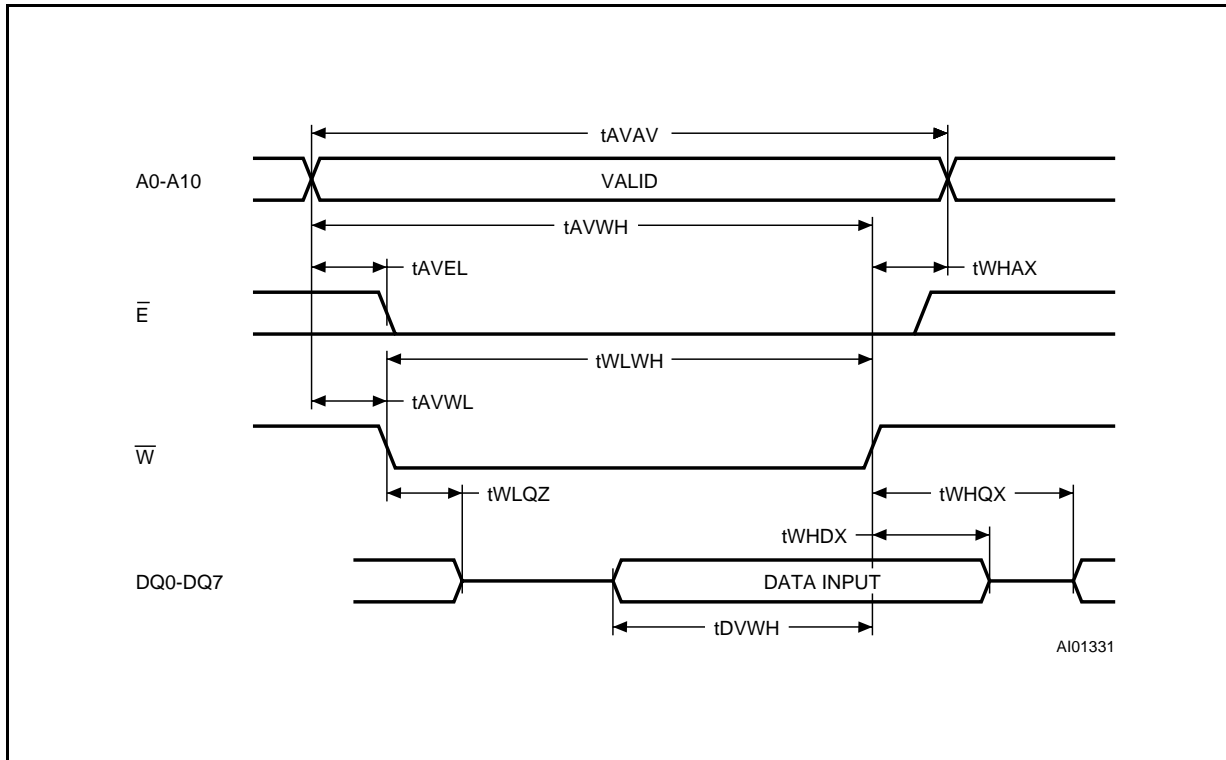 tAVAV
A0-A10 VALID
tAVWH
tAVEL tWHAX
E̅
tWLWH
tAVWL
W̅
tWLQZ tWHQX
tWHDX
DQ0-DQ7 DATA INPUT
tDVWH
AI01331